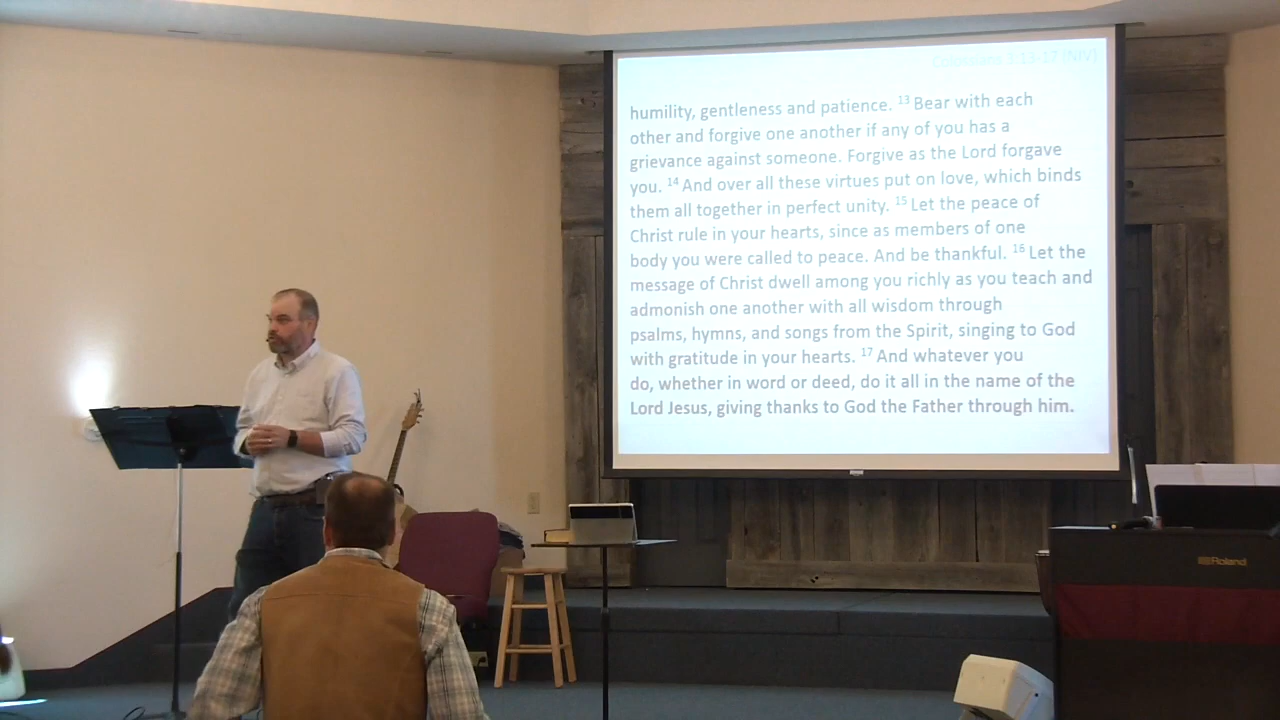 Colossians 3:13-17 [NIV]
humility, gentleness and patience. 13 Bear with each
other and forgive one another if any of you has a
grievance against someone. Forgive as the Lord forgave
you. 14 And over all these virtues put on love, which binds
them all together in perfect unity. 15 Let the peace of
Christ rule in your hearts, since as members of one
body you were called to peace. And be thankful. 16 Let the
message of Christ dwell among you richly as you teach and
admonish one another with all wisdom through
psalms, hymns, and songs from the Spirit, singing to God
with gratitude in your hearts. 17 And whatever you
do, whether in word or deed, do it all in the name of the
Lord Jesus, giving thanks to God the Father through him.
Roland